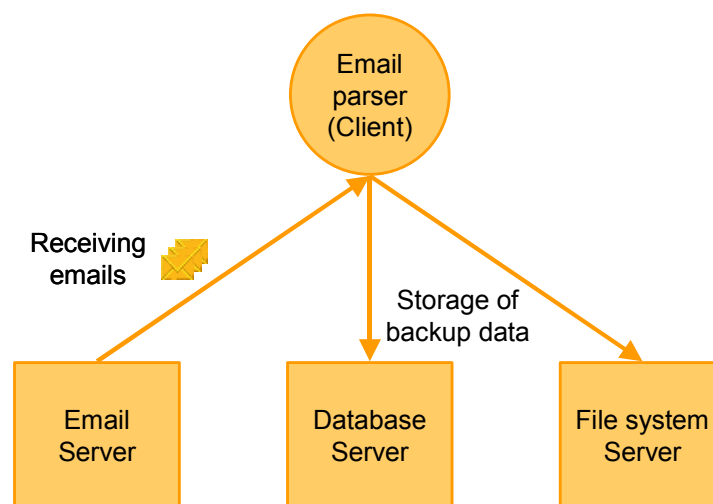 Email
parser
(Client)
Receiving
emails
Storage of
backup data
Email
Server
Database
Server
File system
Server